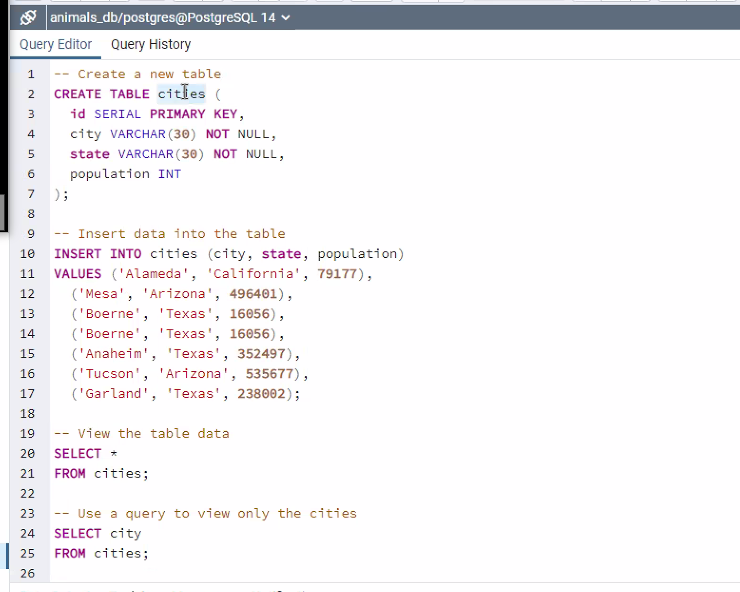 animals_db/postgres@PostgreSQL 14
Query Editor Query History
1 -- Create a new table
2 CREATE TABLE cities (
3 id SERIAL PRIMARY KEY,
4 city VARCHAR(30) NOT NULL,
5 state VARCHAR(30) NOT NULL,
6 population INT
7 );
8
9 -- Insert data into the table
10 INSERT INTO cities (city, state, population)
11 VALUES ('Alameda', 'California', 79177),
12 ('Mesa', 'Arizona', 496401),
13 ('Boerne', 'Texas', 16056),
14 ('Boerne', 'Texas', 16056),
15 ('Anaheim', 'Texas', 352497),
16 ('Tucson', 'Arizona', 535677),
17 ('Garland', 'Texas', 238002);
18
19 -- View the table data
20 SELECT *
21 FROM cities;
22
23 -- Use a query to view only the cities
24 SELECT city
25 FROM cities;
26